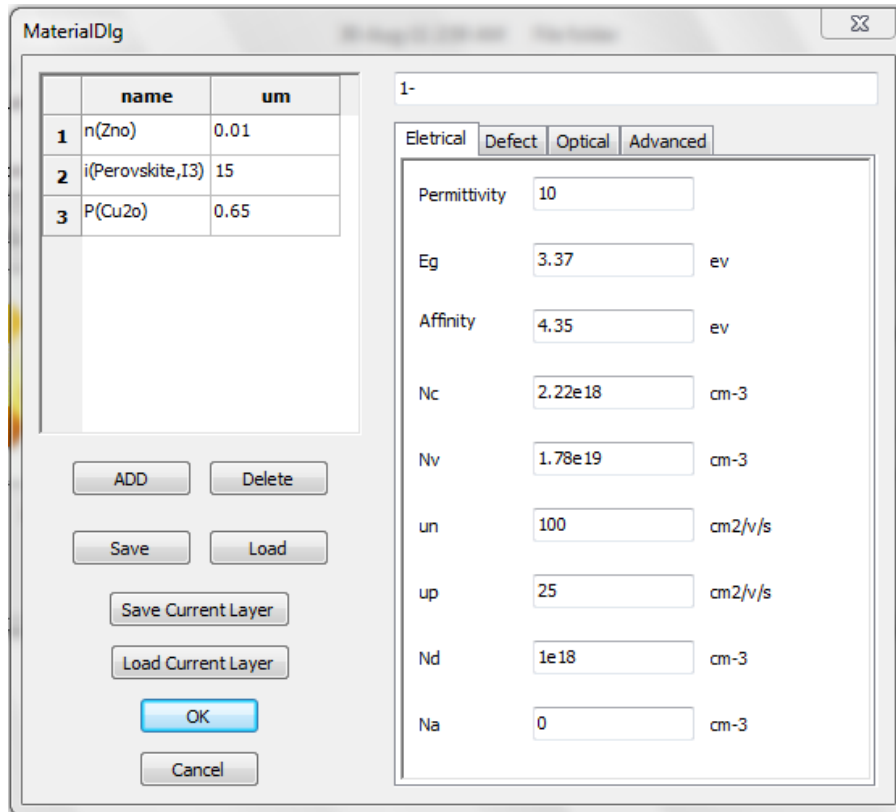 MaterialDlg
name um
1 n(Zno) 0.01
2 i(Perovskite,I3) 15
3 P(Cu2o) 0.65
ADD Delete
Save Load
Save Current Layer
Load Current Layer
OK
Cancel
1-
Eletrical Defect Optical Advanced
Permittivity 10
Eg 3.37 ev
Affinity 4.35 ev
Nc 2.22e18 cm-3
Nv 1.78e19 cm-3
un 100 cm2/v/s
up 25 cm2/v/s
Nd 1e18 cm-3
Na 0 cm-3